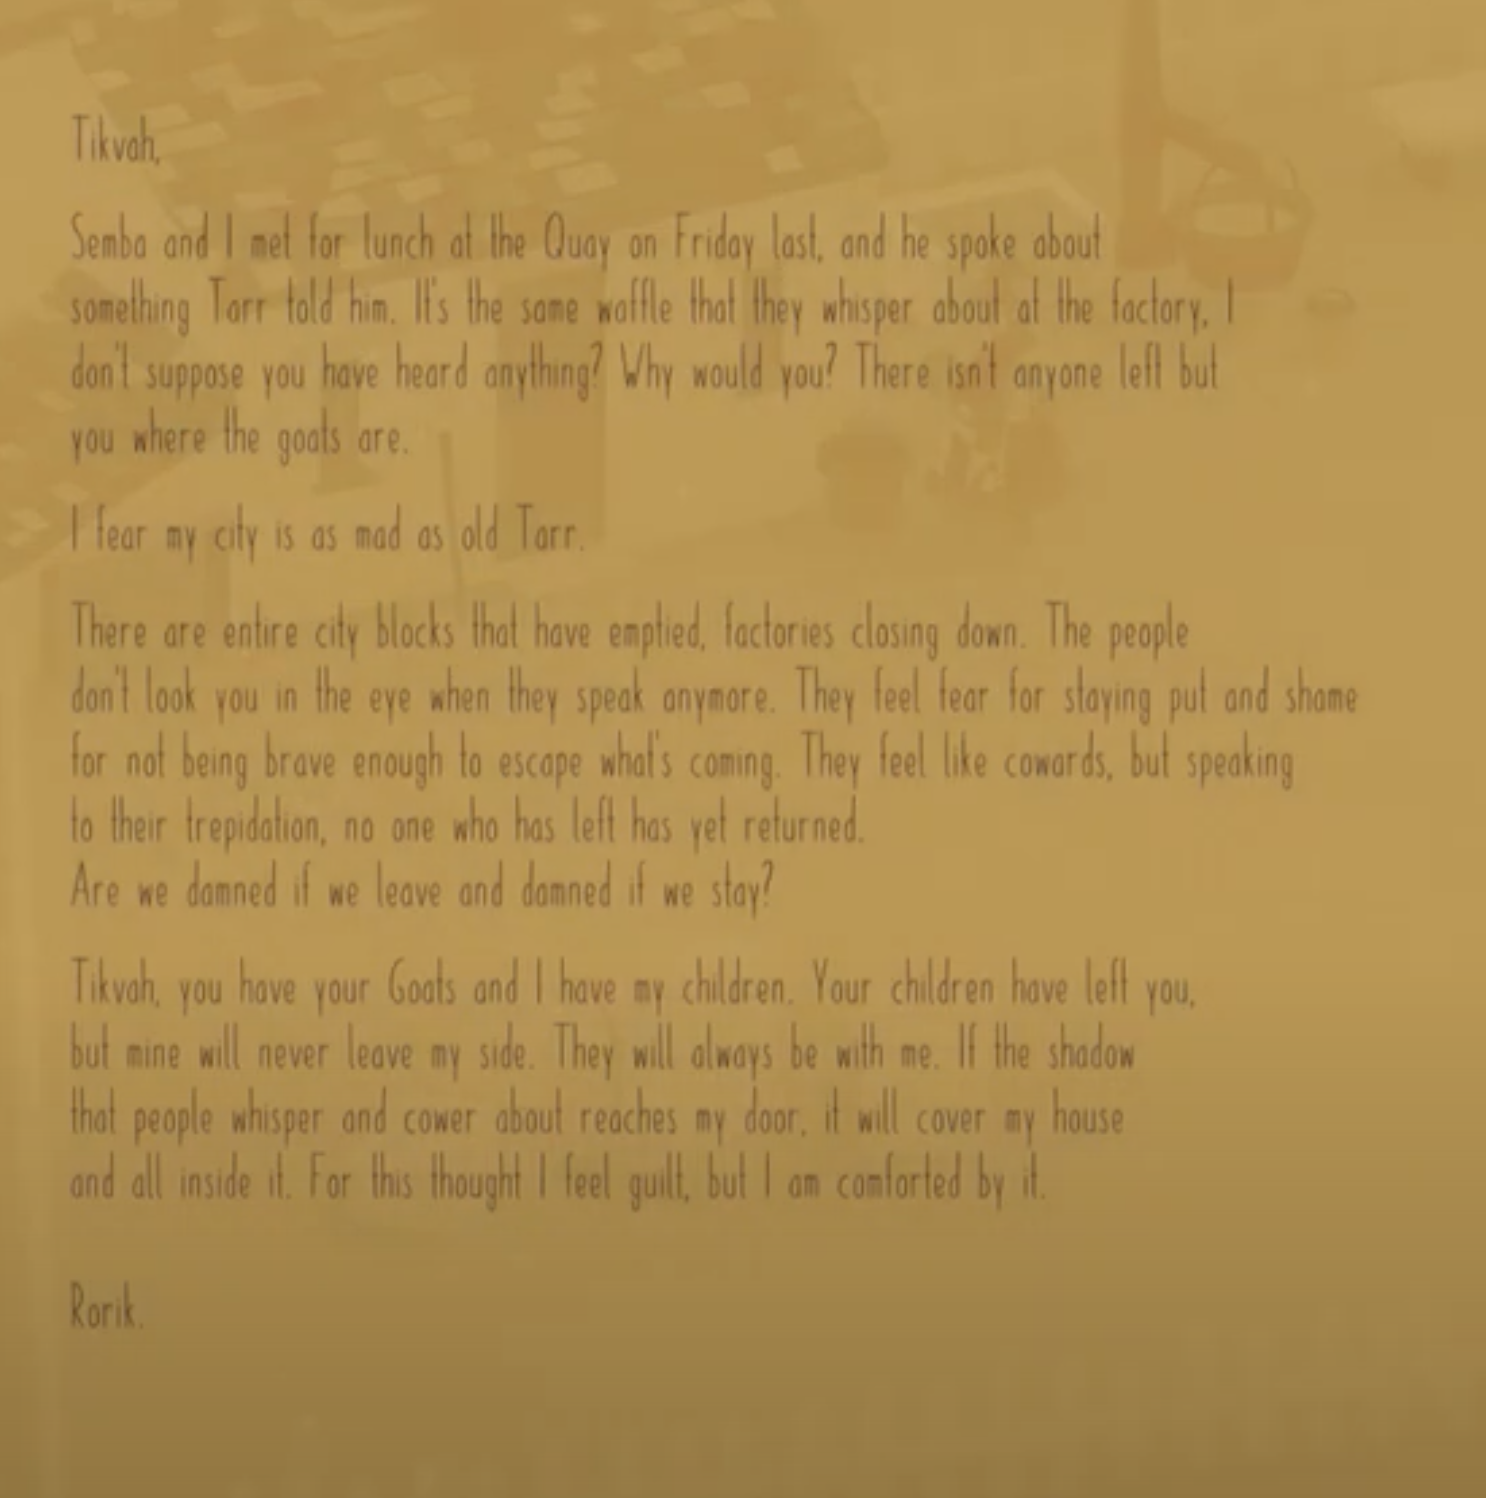 Tikvah,
Semba and I met for lunch at the Quay on Friday last, and he spoke about
something Tarr told him. It's the same waffle that they whisper about at the factory, I
don't suppose you have heard anything? Why would you? There isn't anyone left but
you where the goats are.
I fear my city is as mad as old Tarr.
There are entire city blocks that have emptied, factories closing down. The people
don't look you in the eye when they speak anymore. They feel fear for staying put and shame
for not being brave enough to escape what's coming. They feel like cowards, but speaking
to their trepidation, no one who has left has yet returned.
Are we damned if we leave and damned if we stay?
Tikvah, you have your Goats and I have my children. Your children have left you,
but mine will never leave my side. They will always be with me. If the shadow
that people whisper and cower about reaches my door, it will cover my house
and all inside it. For this thought I feel guilt, but I am comforted by it.
Rorik.